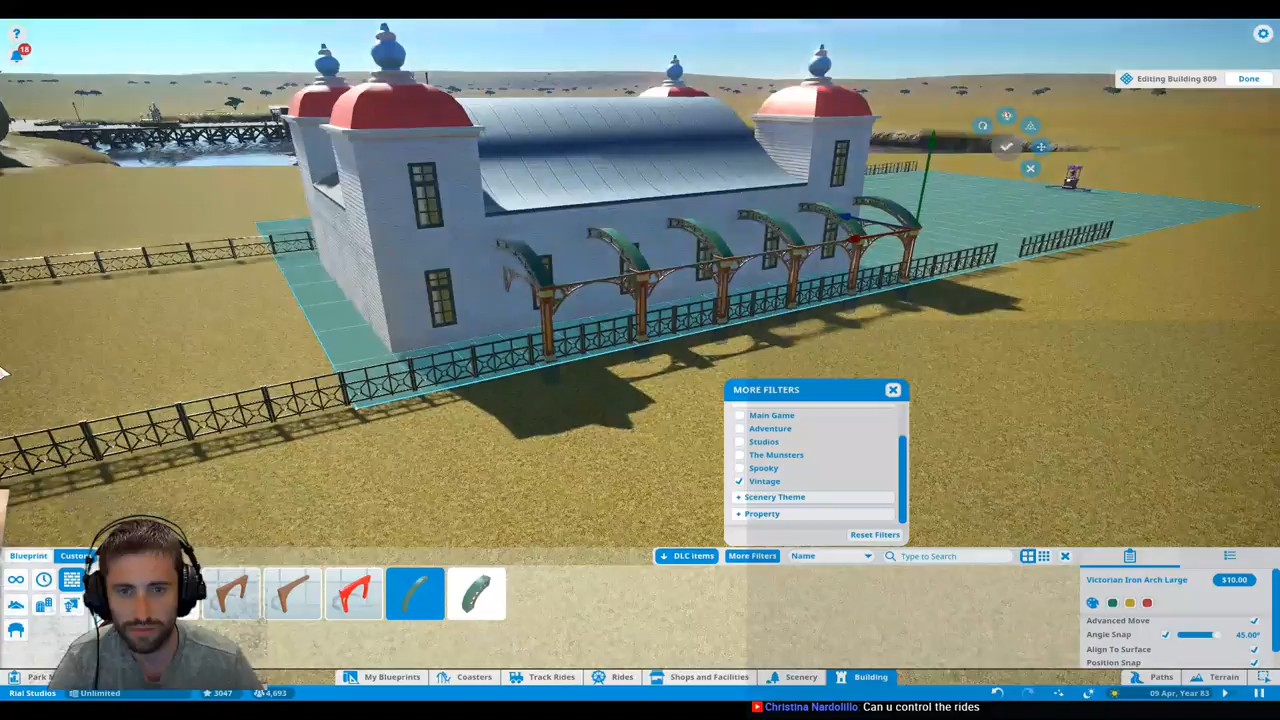 ?
18
Editing Building 809 Done
MORE FILTERS
Main Game
Adventure
Studios
The Munsters
Spooky
Vintage
+ Scenery Theme
+ Property
Reset Filters
Blueprint Custom
DLC items More Filters Name Type to Search
Victorian Iron Arch Large $10.00
Advanced Move
Angle Snap 45.00°
Align To Surface
Position Snap
Park My Blueprints Coasters Track Rides Rides Shops and Facilities Scenery Building Paths Terrain
Rial Studios Unlimited 3047 4,693 09 Apr, Year 83
Christina Nardolillo Can u control the rides